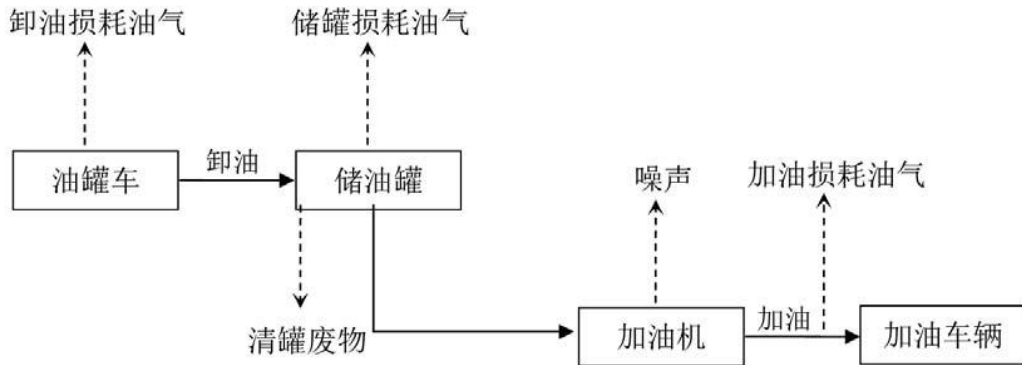 卸油损耗油气
储罐损耗油气
油罐车
卸油
储油罐
噪声
加油损耗油气
清罐废物
加油机
加油
加油车辆